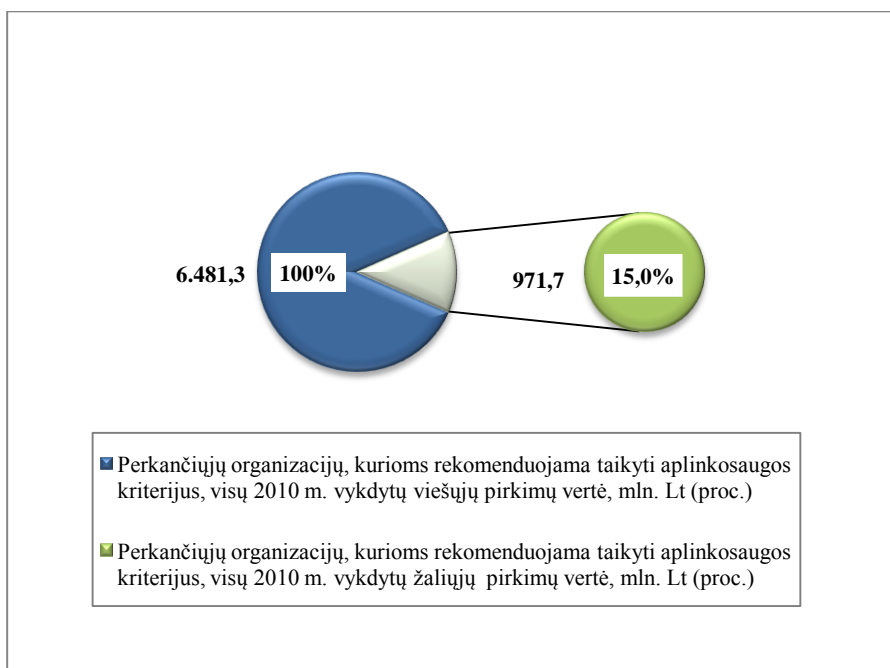 6.481,3
100%
971,7
15,0%
Perkančiųjų organizacijų, kurioms rekomenduojama taikyti aplinkosaugos
kriterijus, visų 2010 m. vykdytų viešųjų pirkimų vertė, mln. Lt (proc.)
Perkančiųjų organizacijų, kurioms rekomenduojama taikyti aplinkosaugos
kriterijus, visų 2010 m. vykdytų žaliųjų pirkimų vertė, mln. Lt (proc.)